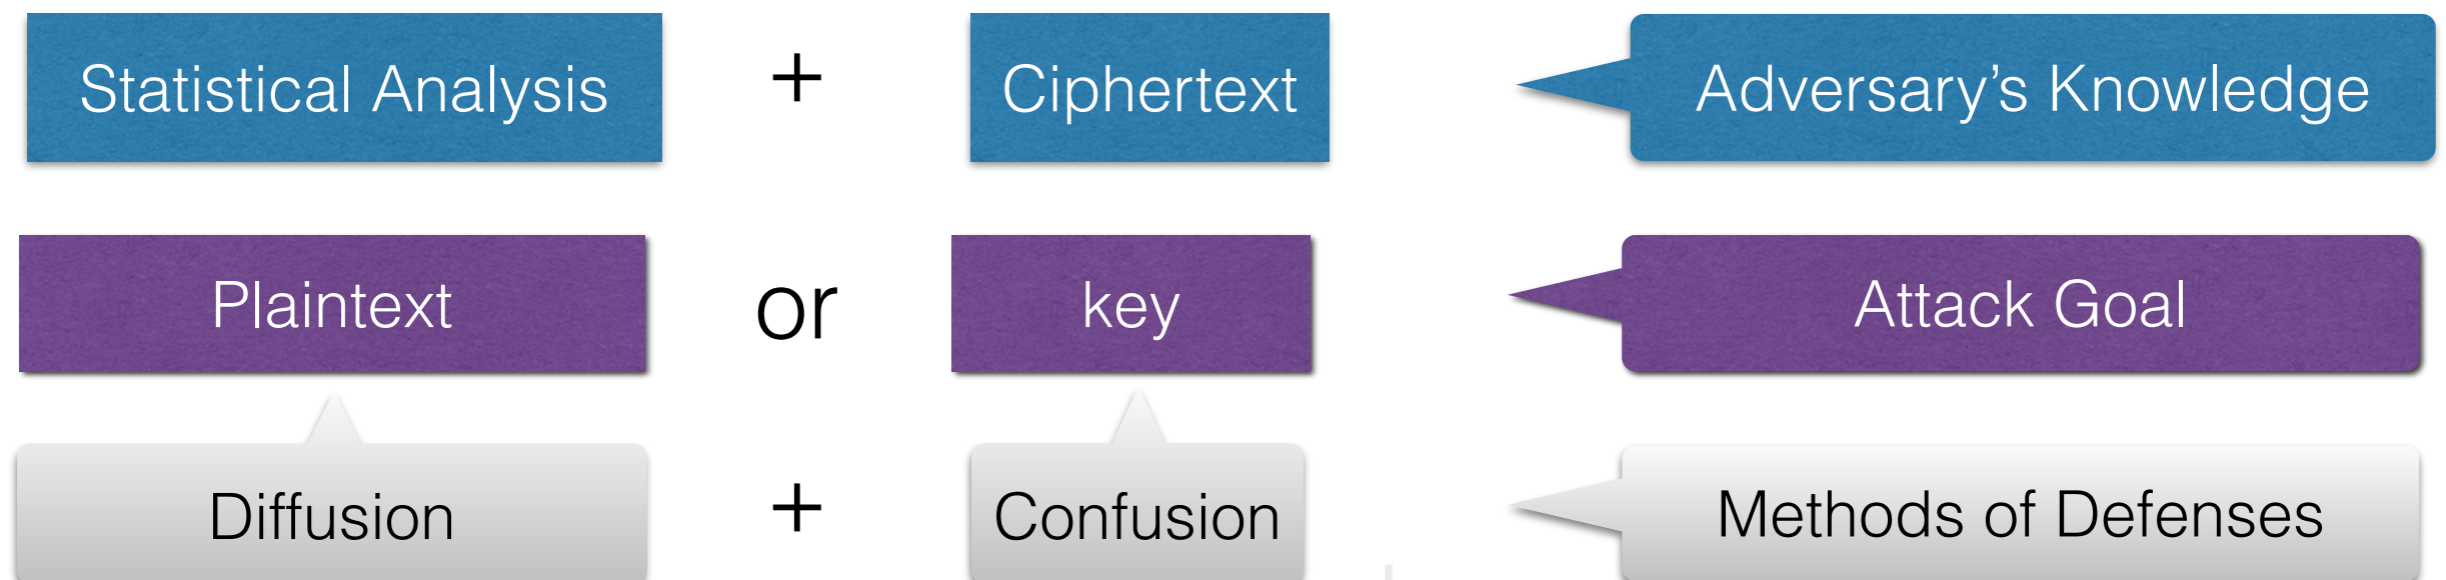 Statistical Analysis + Ciphertext Adversary’s Knowledge
Plaintext or key Attack Goal
Diffusion + Confusion Methods of Defenses